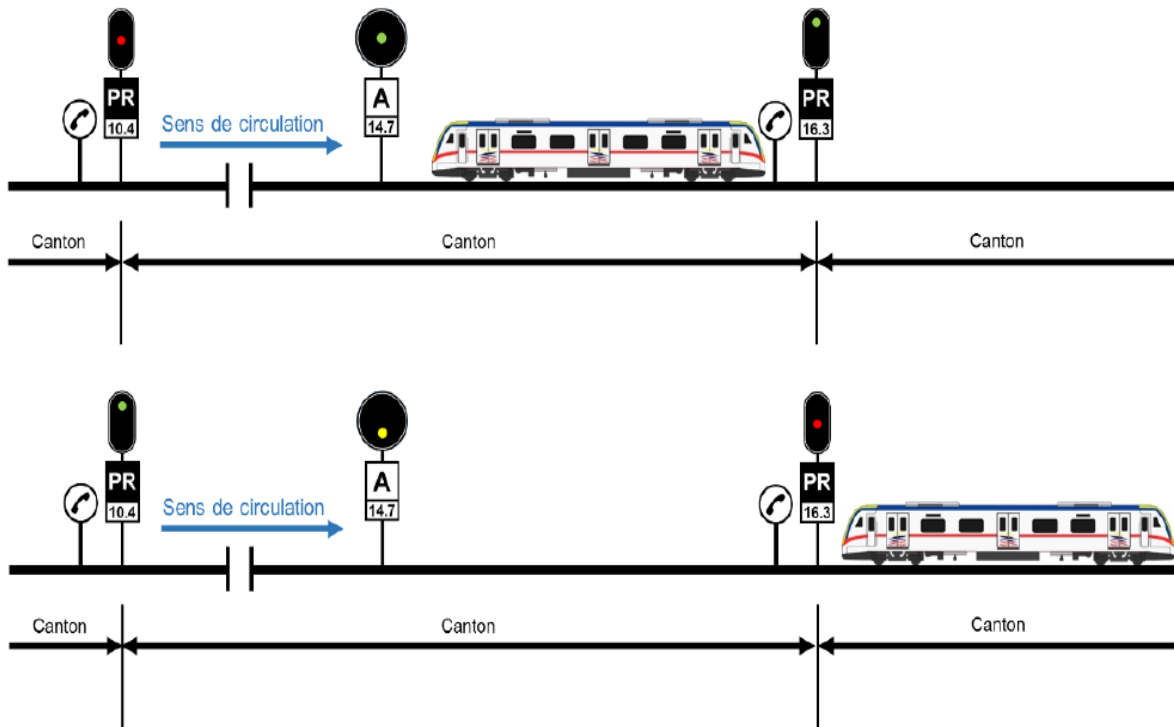 PR
10.4
Sens de circulation
A
14.7
PR
16.3
Canton
Canton
Canton
PR
10.4
Sens de circulation
A
14.7
PR
16.3
Canton
Canton
Canton